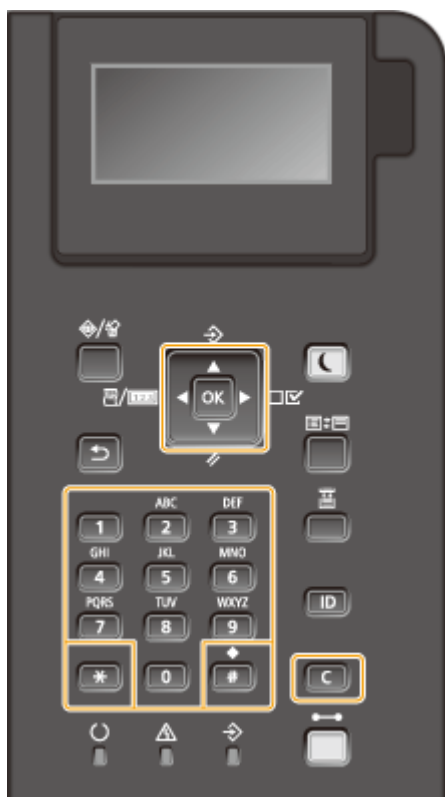 123
OK
ABC DEF
1 2 3
GHI JKL MNO
4 5 6
PQRS TUV WXYZ
7 8 9
* 0 #
ID
C